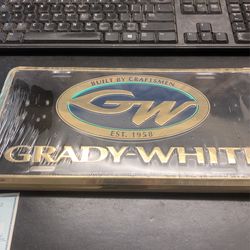 BUILT BY CRAFTSMEN
GW
EST. 1958
GRADY-WHITE